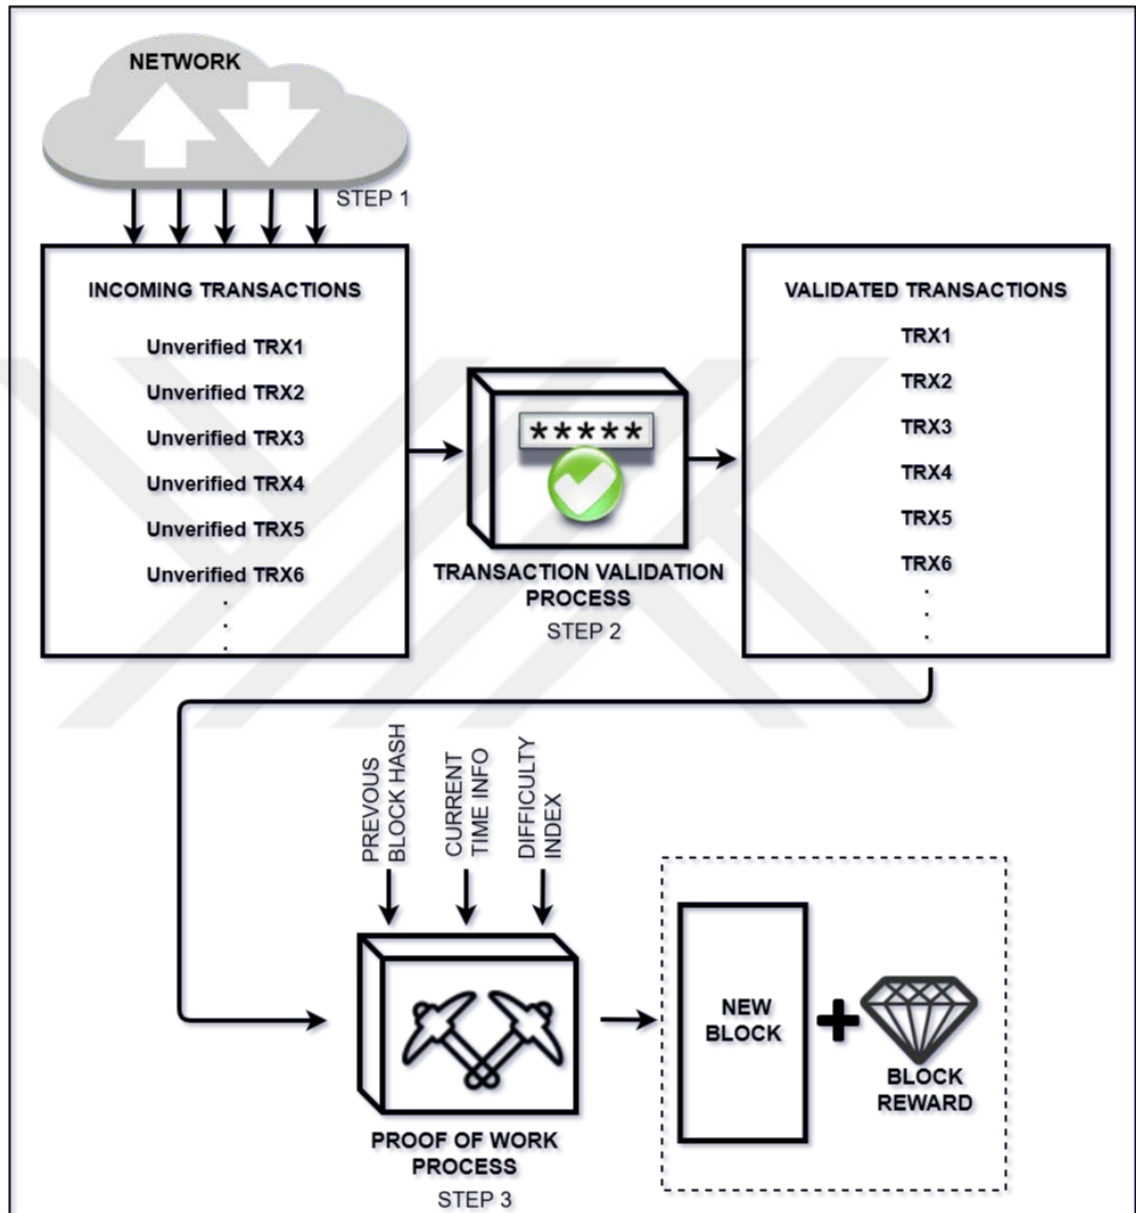 NETWORK
STEP 1
INCOMING TRANSACTIONS
Unverified TRX1
Unverified TRX2
Unverified TRX3
Unverified TRX4
Unverified TRX5
Unverified TRX6
.
.
.
*****
TRANSACTION VALIDATION
PROCESS
STEP 2
VALIDATED TRANSACTIONS
TRX1
TRX2
TRX3
TRX4
TRX5
TRX6
.
.
.
PREVOUS
BLOCK HASH
CURRENT
TIME INFO
DIFFICULTY
INDEX
PROOF OF WORK
PROCESS
STEP 3
NEW
BLOCK
BLOCK
REWARD